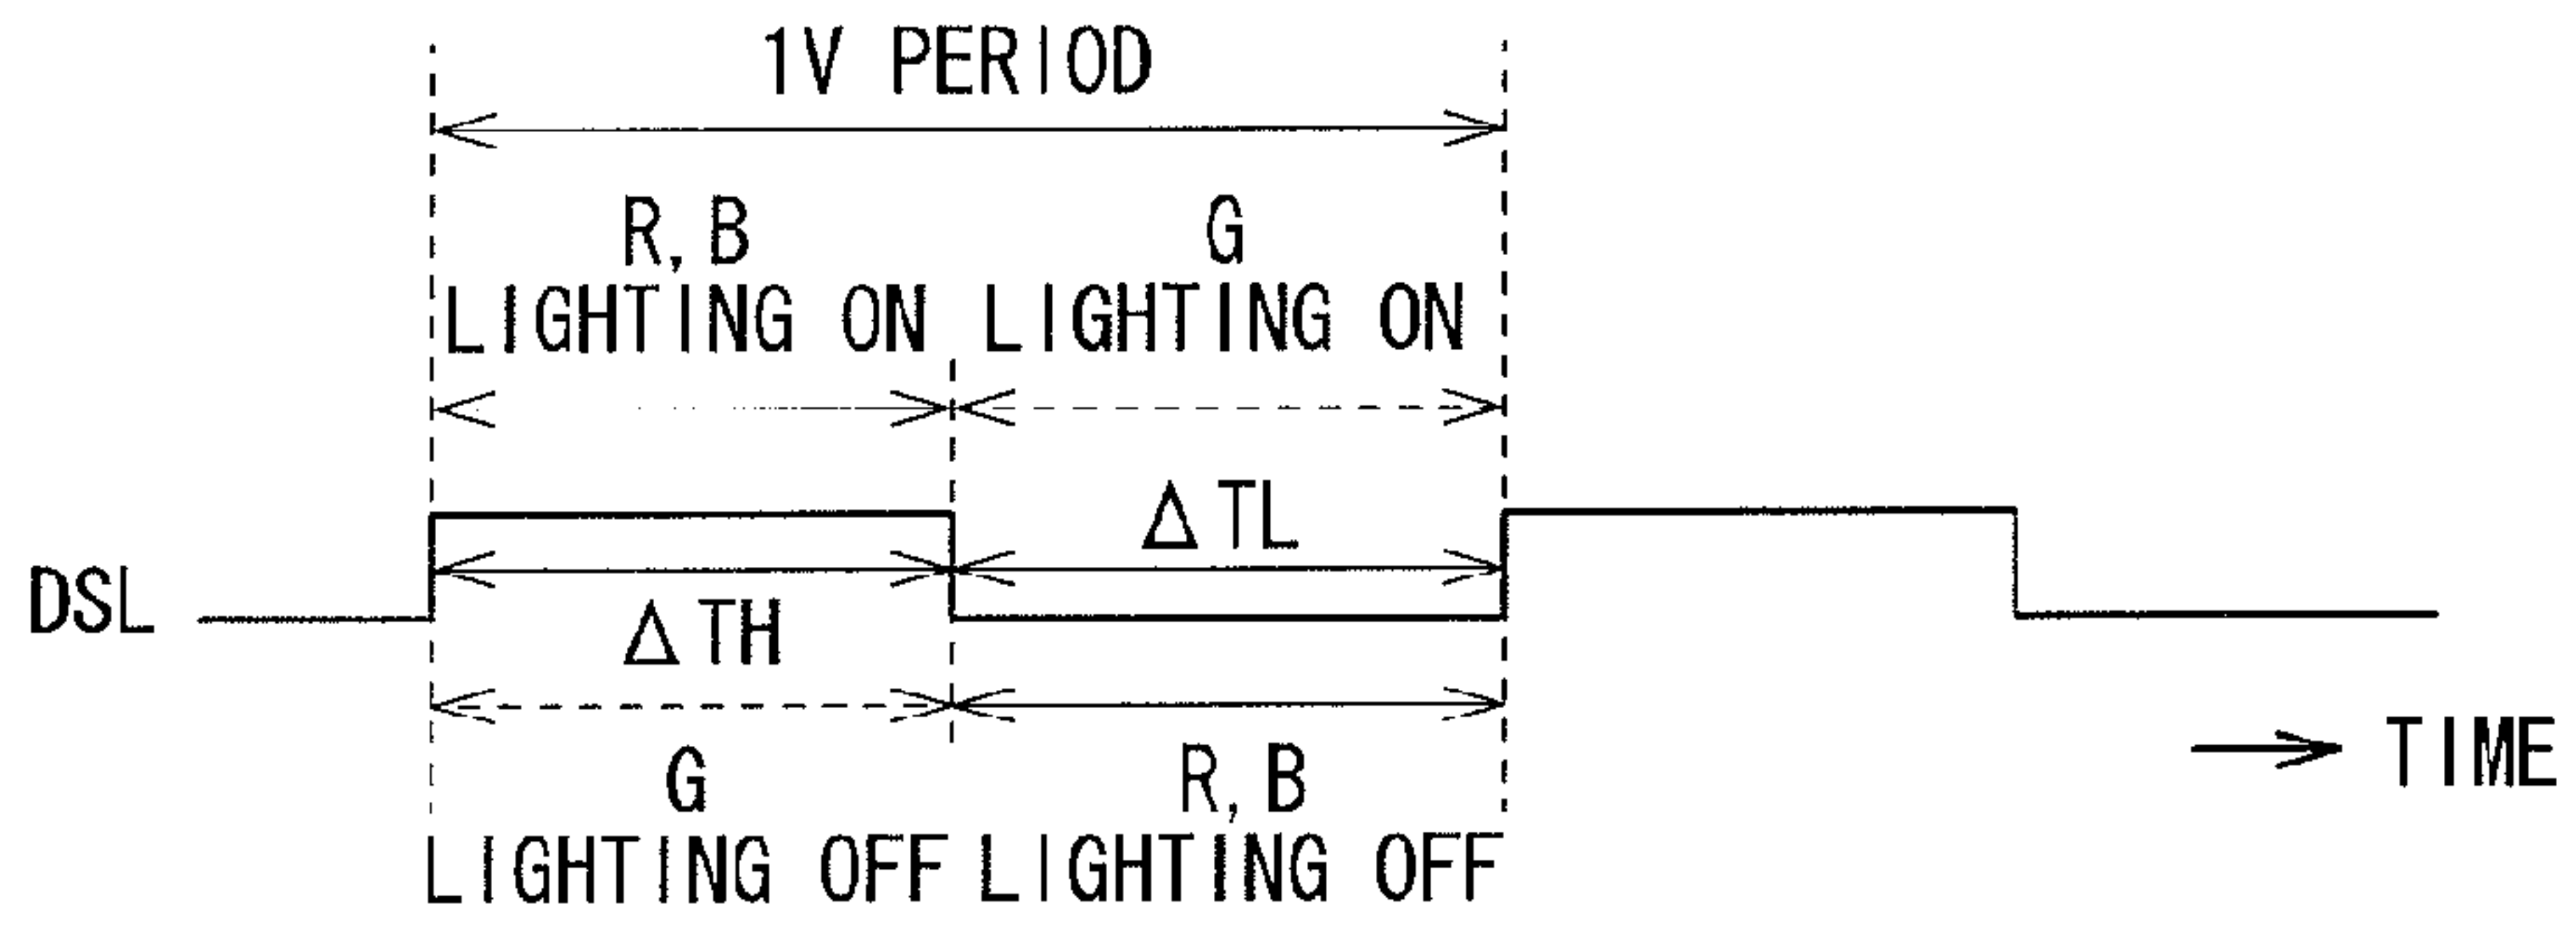 1V PERIOD
R, B
LIGHTING ON
G
LIGHTING ON
ΔTL
DSL
ΔTH
G
LIGHTING OFF
R, B
LIGHTING OFF
TIME